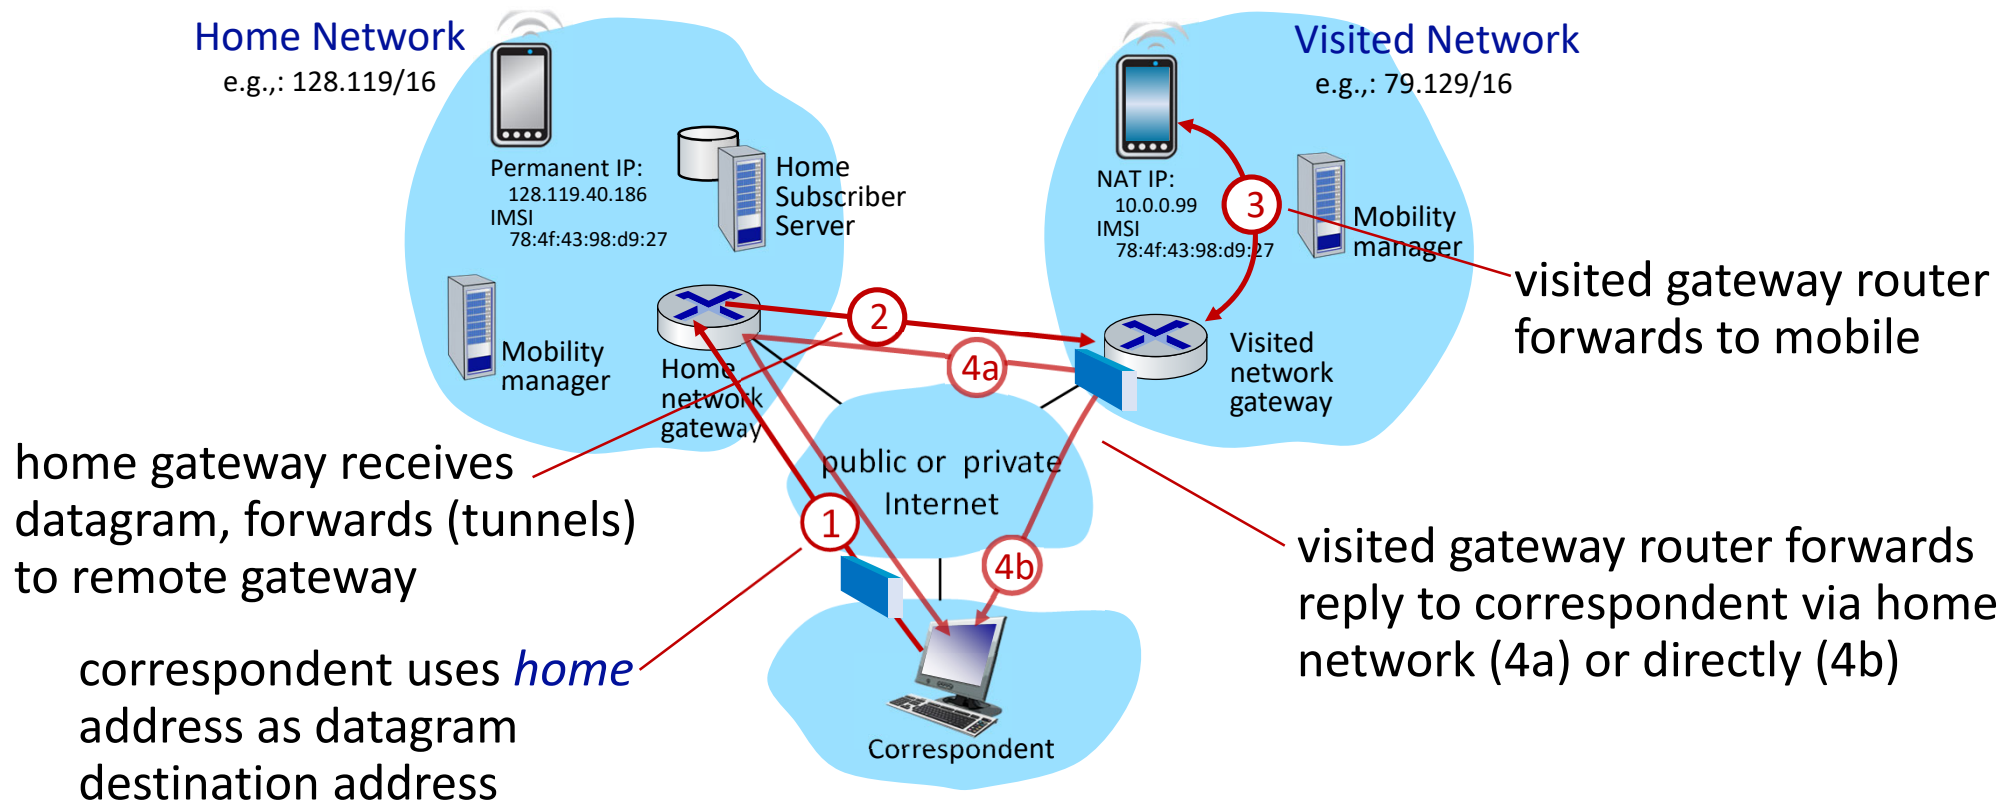 Home Network
e.g.,: 128.119/16
Permanent IP:
128.119.40.186
IMSI
78:4f:43:98:d9:27
Home
Subscriber
Server
Mobility
manager
Home
network
gateway
Visited Network
e.g.,: 79.129/16
NAT IP:
10.0.0.99
IMSI
78:4f:43:98:d9:27
Mobility
manager
Visited
network
gateway
1
2
3
4a
4b
visited gateway router
forwards to mobile
public or private
Internet
home gateway receives
datagram, forwards (tunnels)
to remote gateway
visited gateway router forwards
reply to correspondent via home
network (4a) or directly (4b)
correspondent uses home
address as datagram
destination address
Correspondent